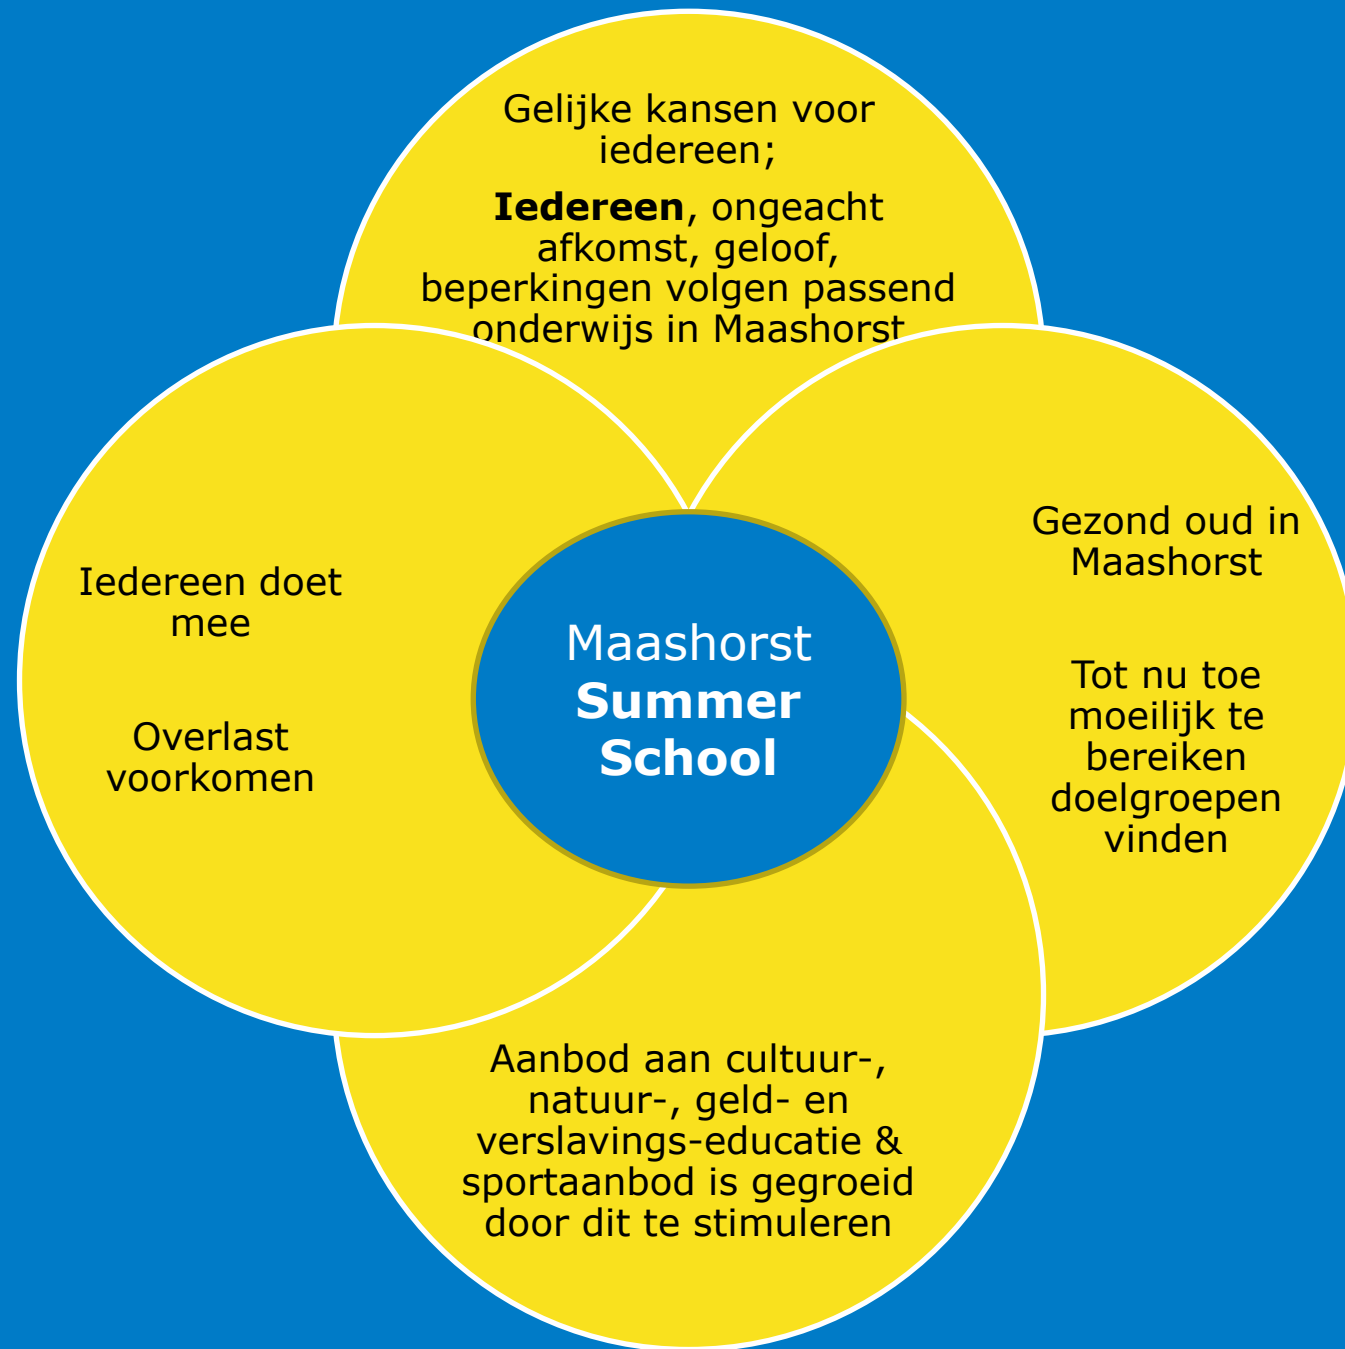 Gelijke kansen voor
iedereen;
Iedereen, ongeacht
afkomst, geloof,
beperkingen volgen passend
onderwijs in Maashorst
Iedereen doet
mee
Overlast
voorkomen
Maashorst
Summer
School
Gezond oud in
Maashorst
Tot nu toe
moeilijk te
bereiken
doelgroepen
vinden
Aanbod aan cultuur-,
natuur-, geld- en
verslavings-educatie &
sportaanbod is gegroeid
door dit te stimuleren